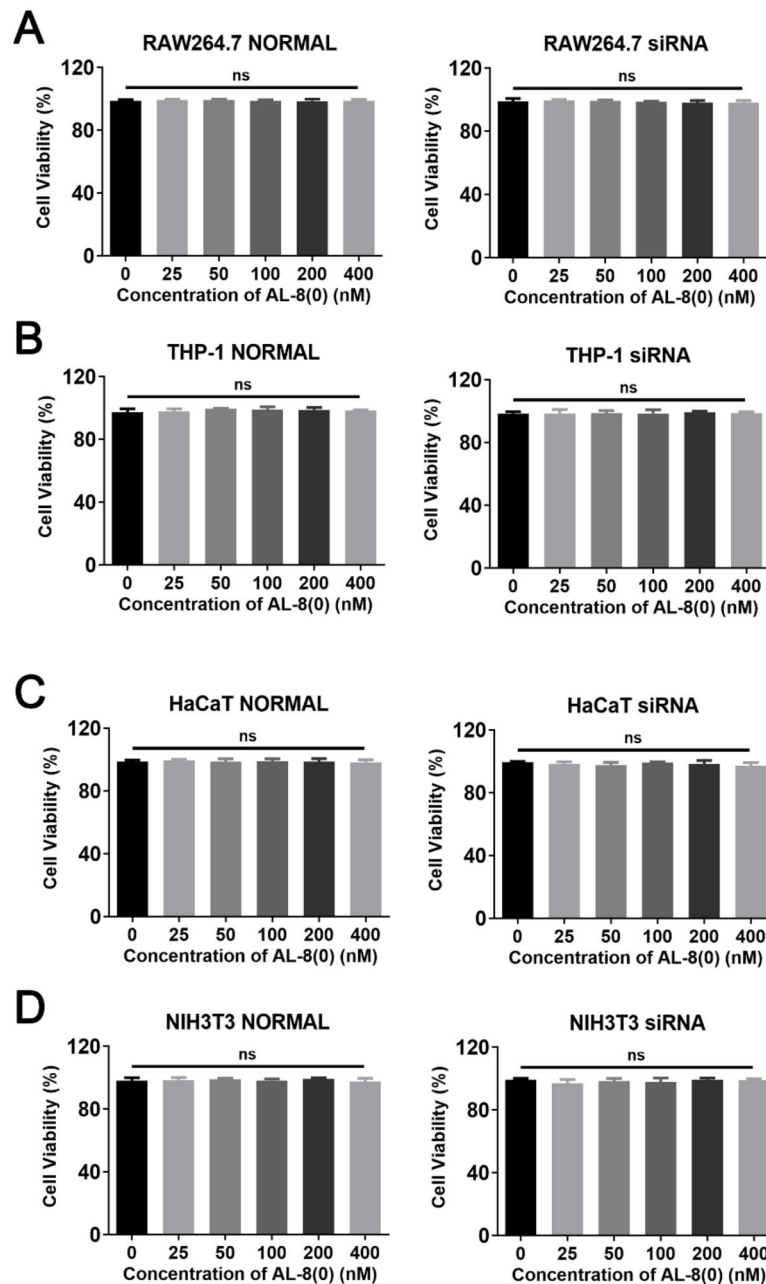 A
RAW264.7 NORMAL
Cell Viability (%)
120
80
40
0
ns
0 25 50 100 200 400
Concentration of AL-8(0) (nM)
RAW264.7 siRNA
Cell Viability (%)
120
80
40
0
ns
0 25 50 100 200 400
Concentration of AL-8(0) (nM)
B
THP-1 NORMAL
Cell Viability (%)
120
80
40
0
ns
0 25 50 100 200 400
Concentration of AL-8(0) (nM)
THP-1 siRNA
Cell Viability (%)
120
80
40
0
ns
0 25 50 100 200 400
Concentration of AL-8(0) (nM)
C
HaCaT NORMAL
Cell Viability (%)
120
80
40
0
ns
0 25 50 100 200 400
Concentration of AL-8(0) (nM)
HaCaT siRNA
Cell Viability (%)
120
80
40
0
ns
0 25 50 100 200 400
Concentration of AL-8(0) (nM)
D
NIH3T3 NORMAL
Cell Viability (%)
120
80
40
0
ns
0 25 50 100 200 400
Concentration of AL-8(0) (nM)
NIH3T3 siRNA
Cell Viability (%)
120
80
40
0
ns
0 25 50 100 200 400
Concentration of AL-8(0) (nM)